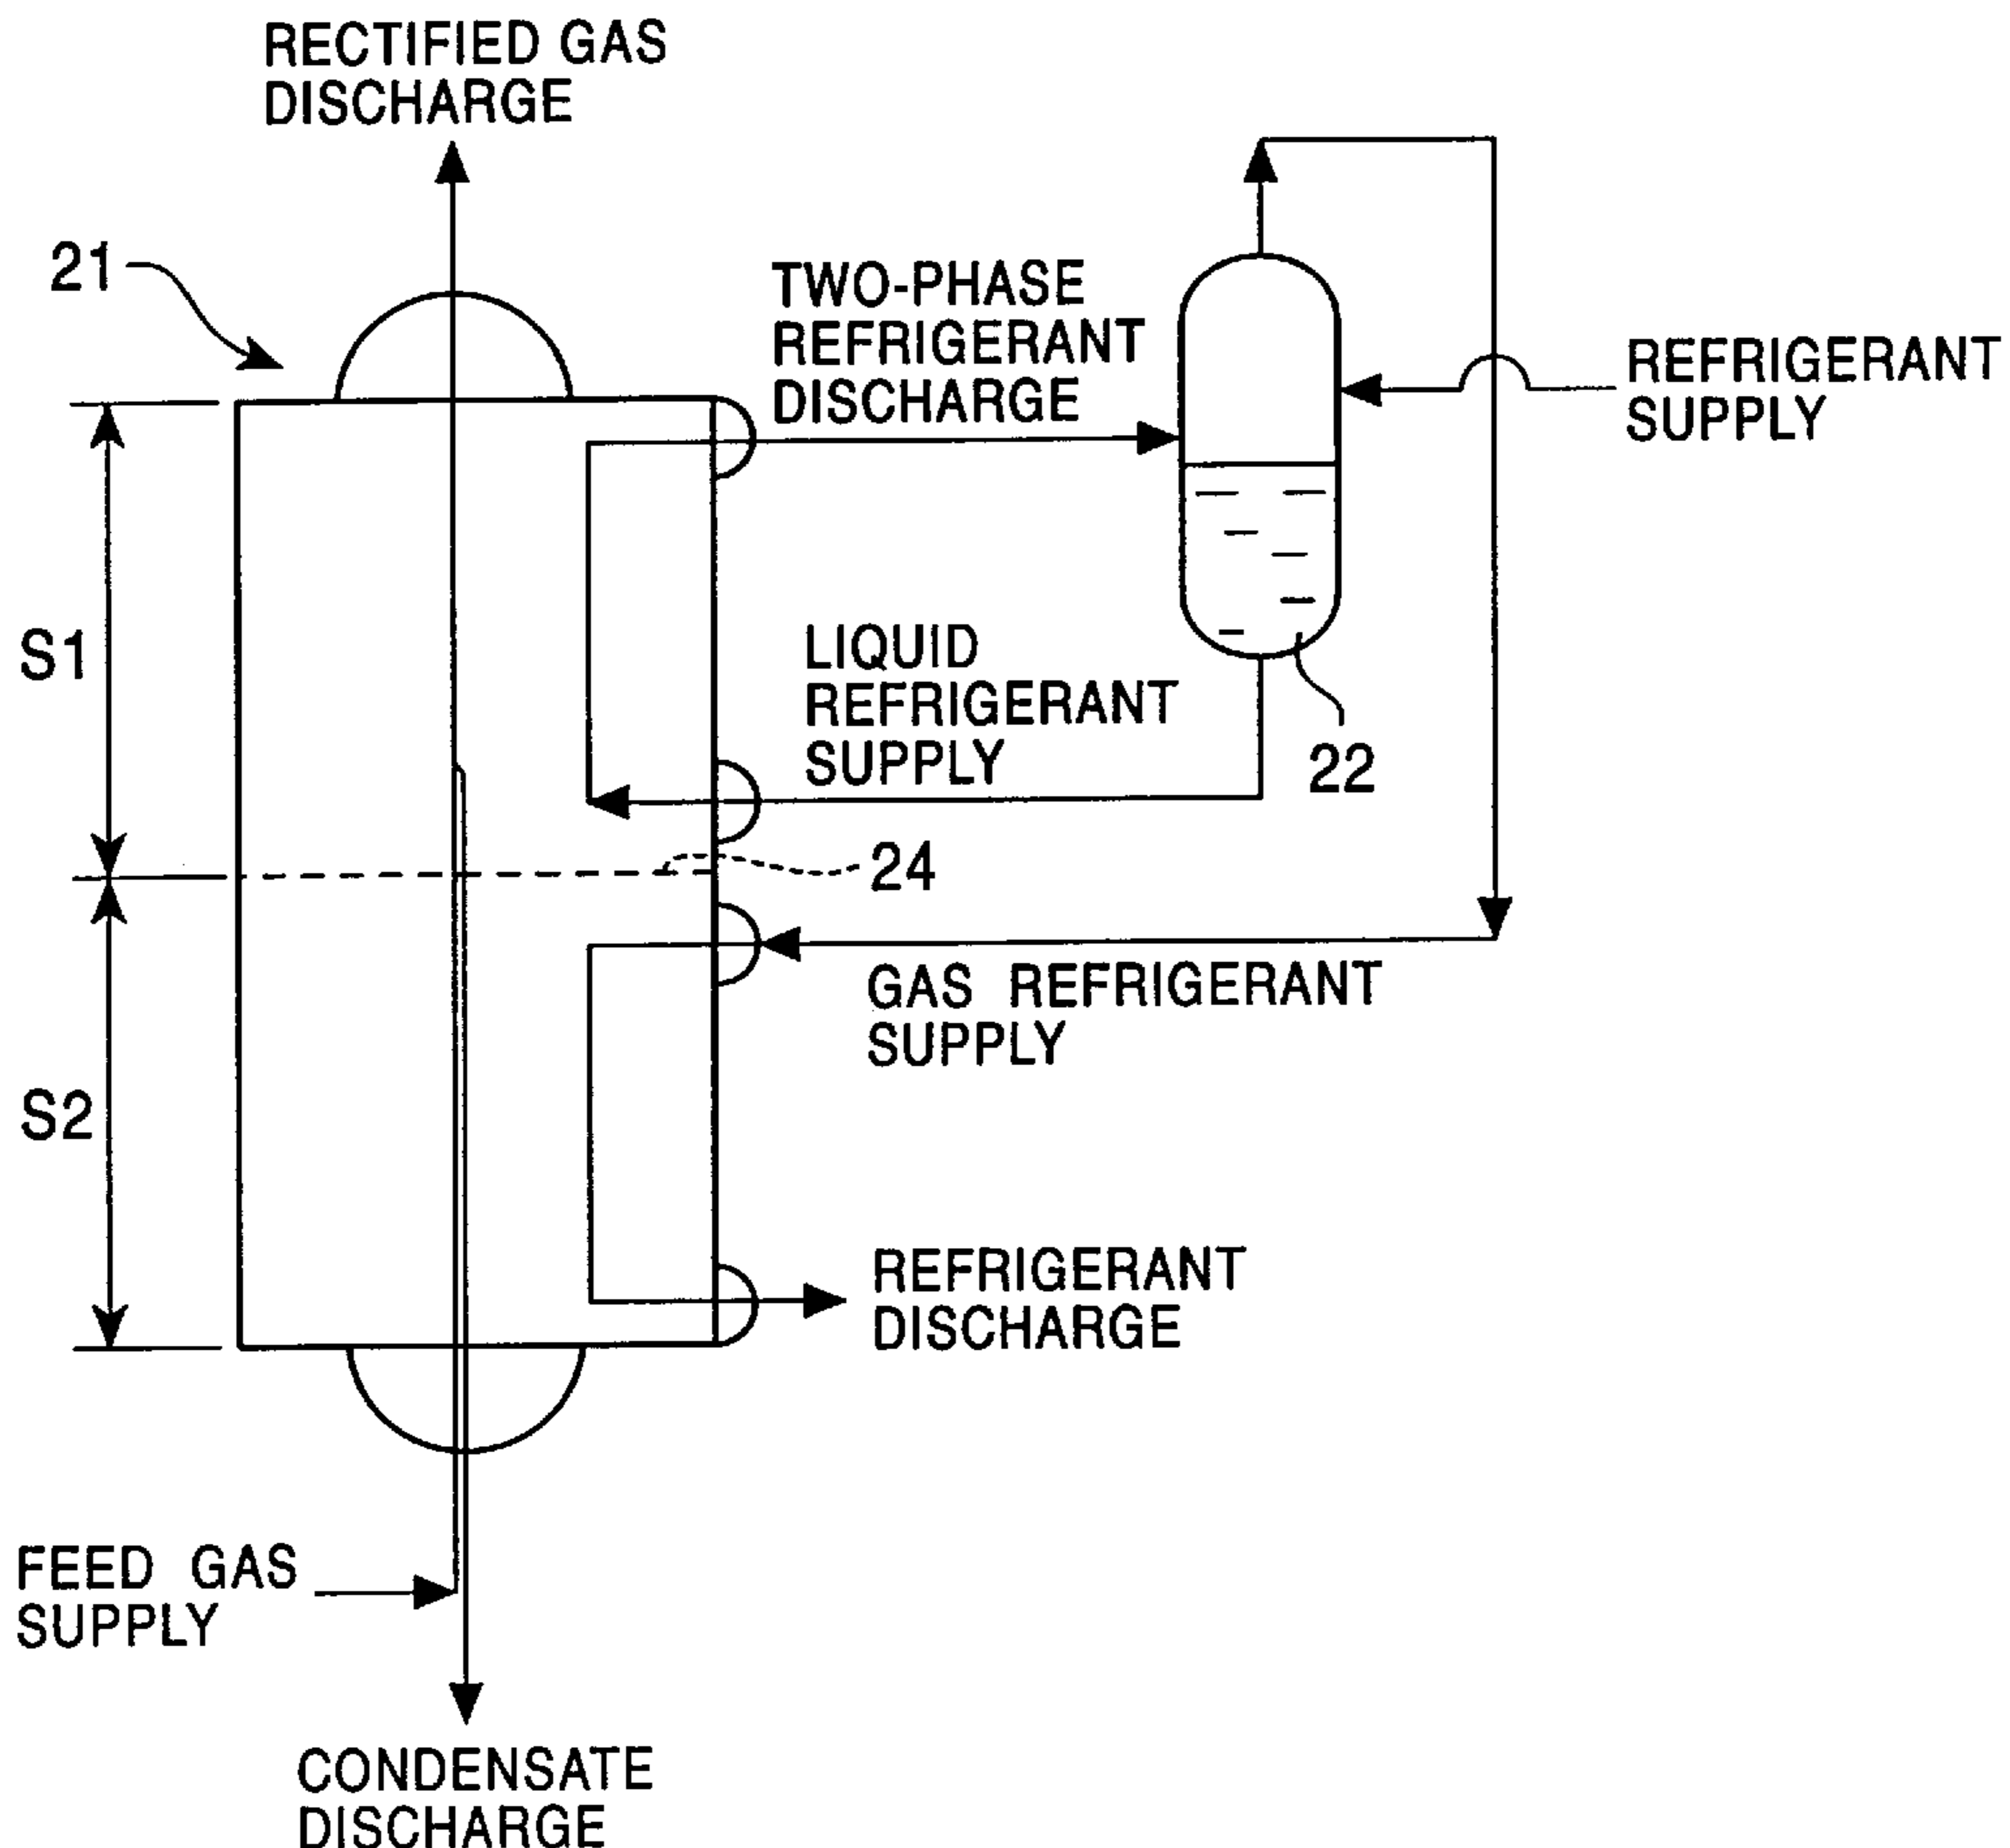 RECTIFIED GAS
DISCHARGE
21
TWO-PHASE
REFRIGERANT
DISCHARGE
REFRIGERANT
SUPPLY
S1
LIQUID
REFRIGERANT
SUPPLY
22
24
GAS REFRIGERANT
SUPPLY
S2
REFRIGERANT
DISCHARGE
FEED GAS
SUPPLY
CONDENSATE
DISCHARGE